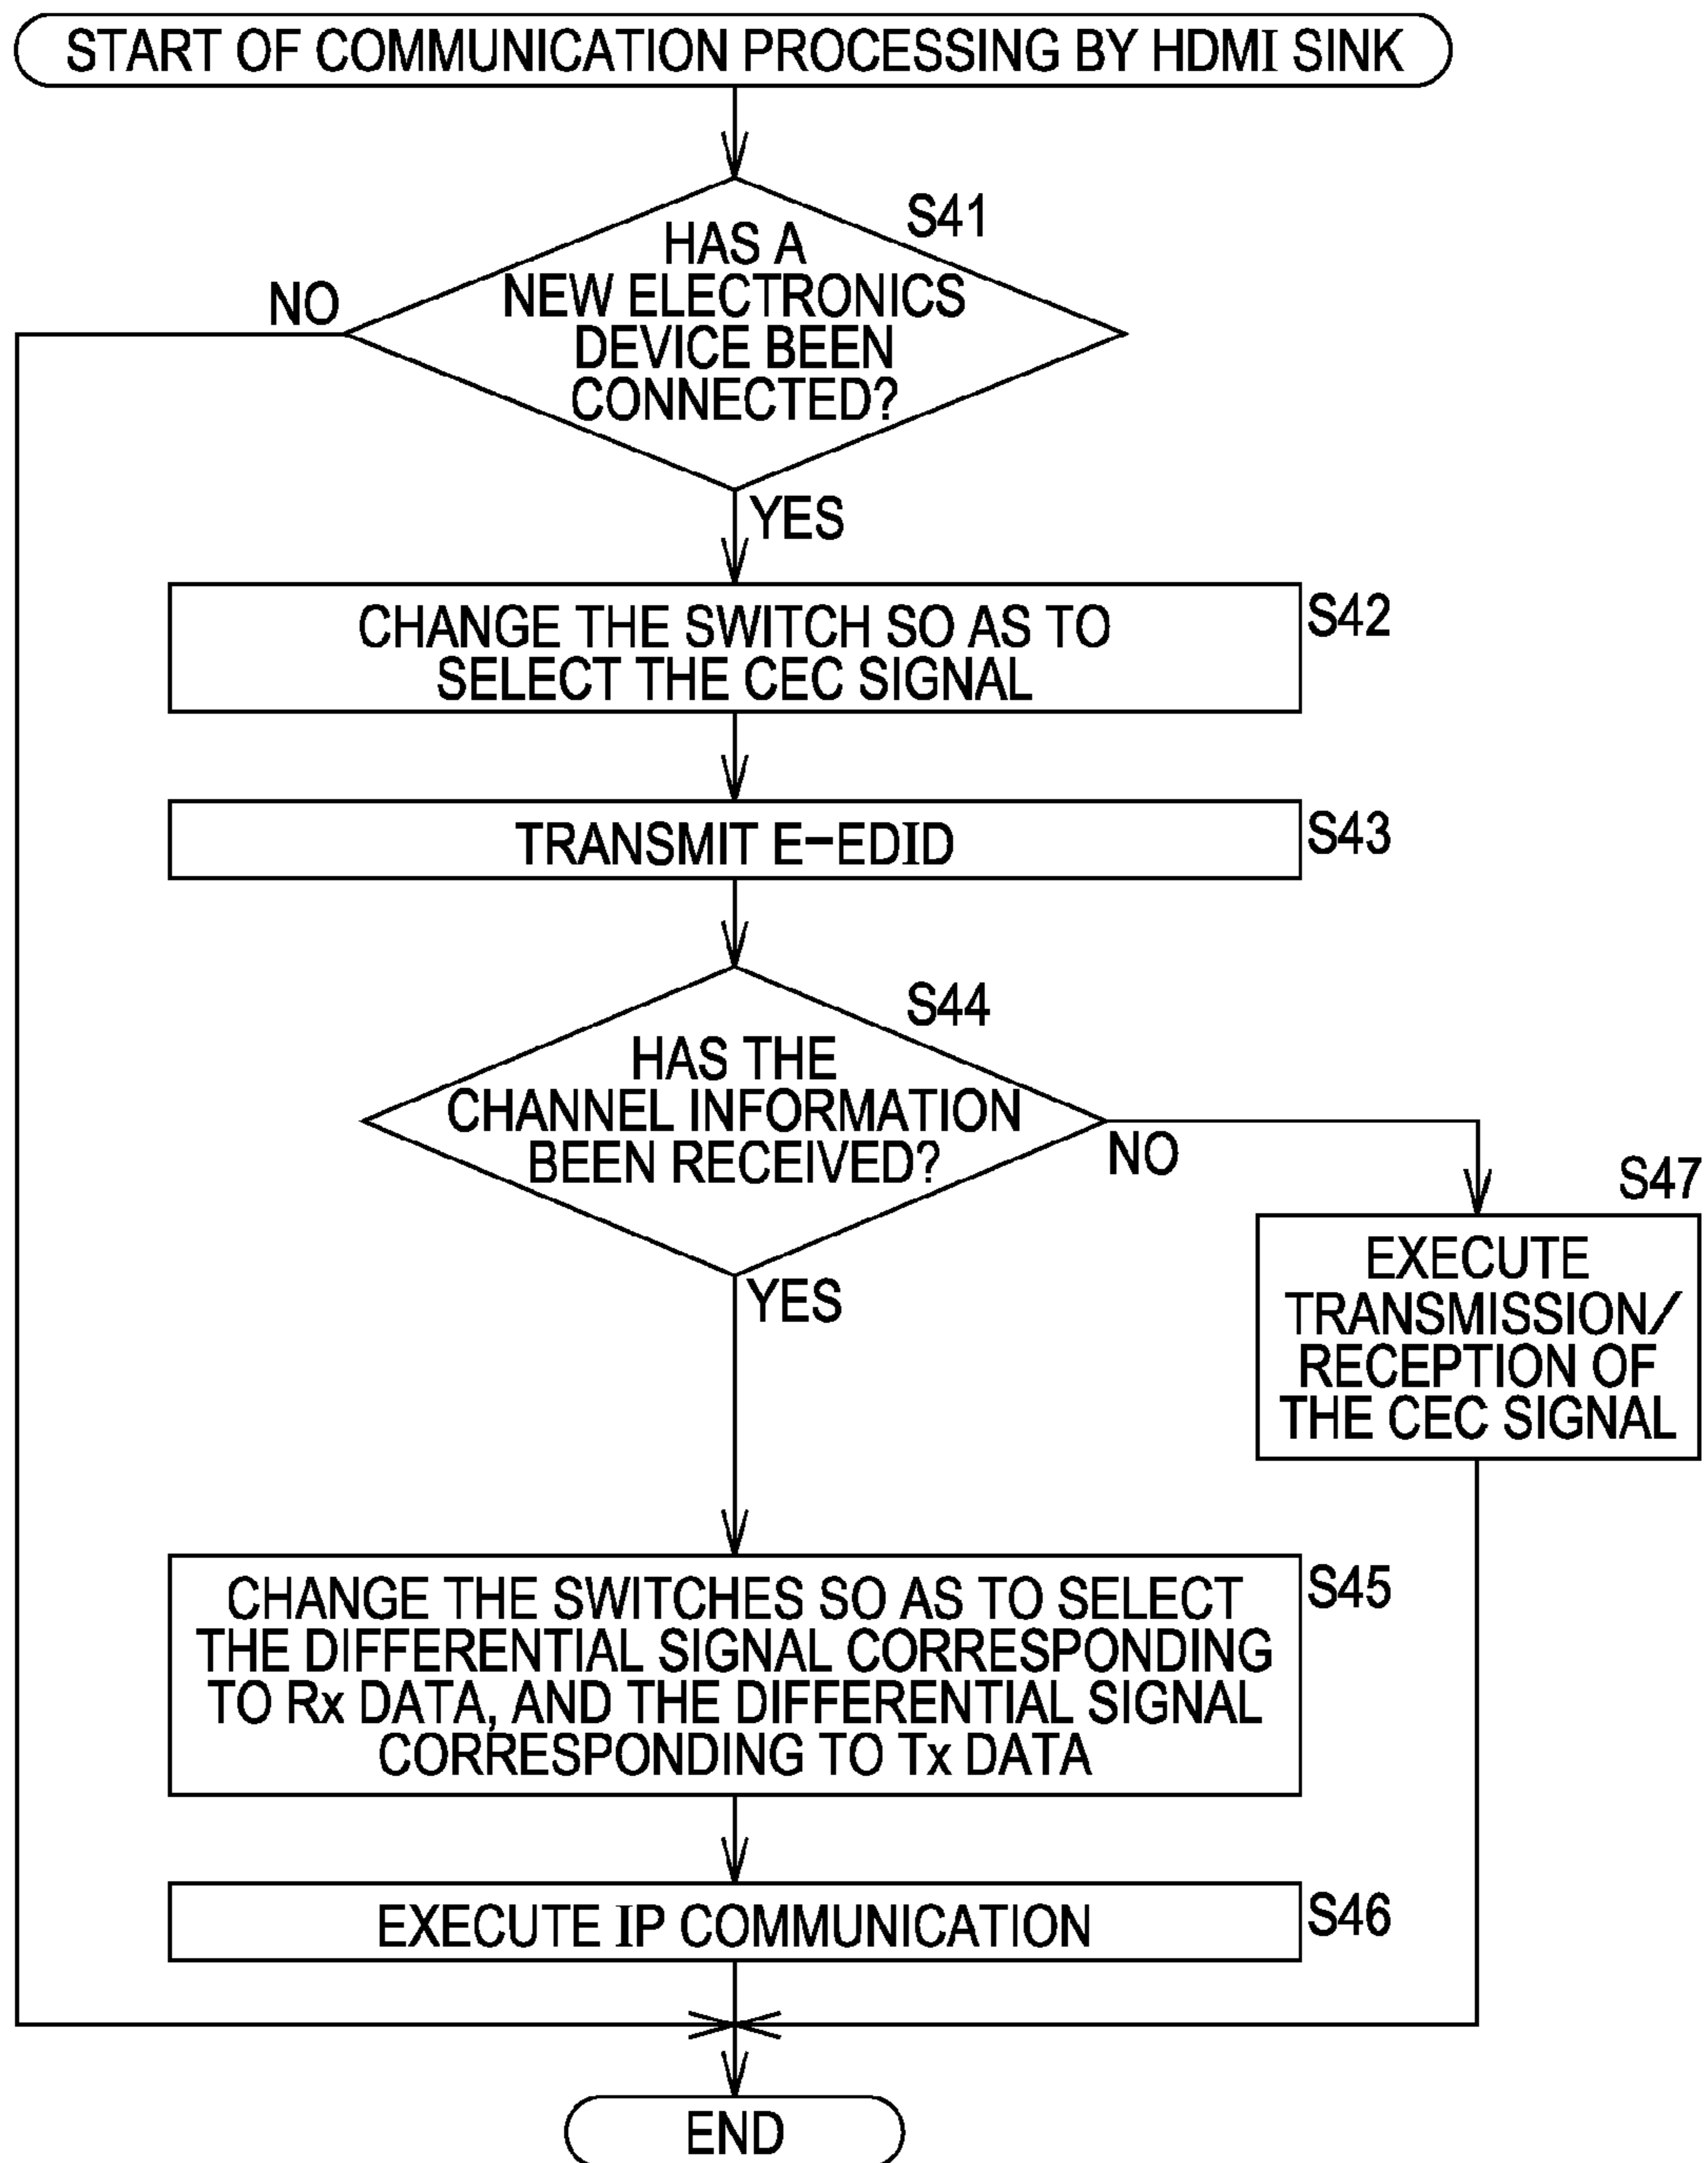 START OF COMMUNICATION PROCESSING BY HDMI SINK
S41
HAS A
NEW ELECTRONICS
DEVICE BEEN
CONNECTED?
NO
YES
CHANGE THE SWITCH SO AS TO
SELECT THE CEC SIGNAL
S42
TRANSMIT E-EDID
S43
S44
HAS THE
CHANNEL INFORMATION
BEEN RECEIVED?
NO
YES
S47
EXECUTE
TRANSMISSION/
RECEPTION OF
THE CEC SIGNAL
CHANGE THE SWITCHES SO AS TO SELECT
THE DIFFERENTIAL SIGNAL CORRESPONDING
TO Rx DATA, AND THE DIFFERENTIAL SIGNAL
CORRESPONDING TO Tx DATA
S45
EXECUTE IP COMMUNICATION
S46
END